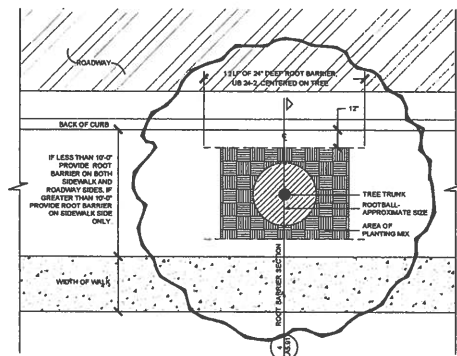 ROADWAY
12 LF OF 24" DEEP ROOT BARRIER,
UB 24-2, CENTERED ON TREE
12"
BACK OF CURB
IF LESS THAN 10'-0"
PROVIDE ROOT
BARRIER ON BOTH
SIDEWALK AND
ROADWAY SIDES. IF
GREATER THAN 10'-0"
PROVIDE ROOT BARRIER
ON SIDEWALK SIDE
ONLY.
TREE TRUNK
ROOTBALL-
APPROXIMATE SIZE
AREA OF
PLANTING MIX
WIDTH OF WALK
ROOT BARRIER SECTION
4